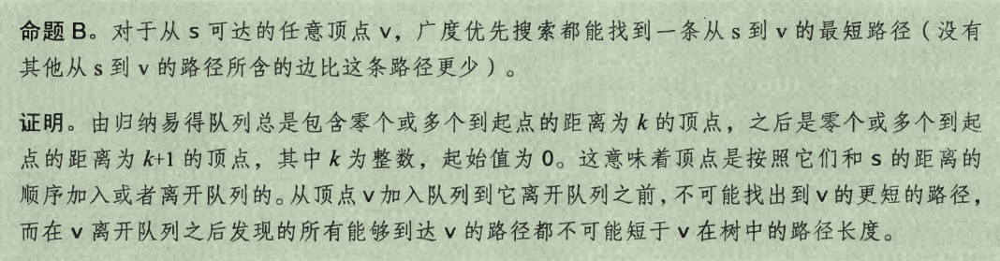 命题 B。对于从 s 可达的任意顶点 v，广度优先搜索都能找到一条从 s 到 v 的最短路径（没有
其他从 s 到 v 的路径所含的边比这条路径更少）。
证明。由归纳易得队列总是包含零个或多个到起点的距离为 k 的顶点，之后是零个或多个到起
点的距离为 k+1 的顶点，其中 k 为整数，起始值为 0。这意味着顶点是按照它们和 s 的距离的
顺序加入或者离开队列的。从顶点 v 加入队列到它离开队列之前，不可能找出到 v 的更短的路径，
而在 v 离开队列之后发现的所有能够到达 v 的路径都不可能短于 v 在树中的路径长度。